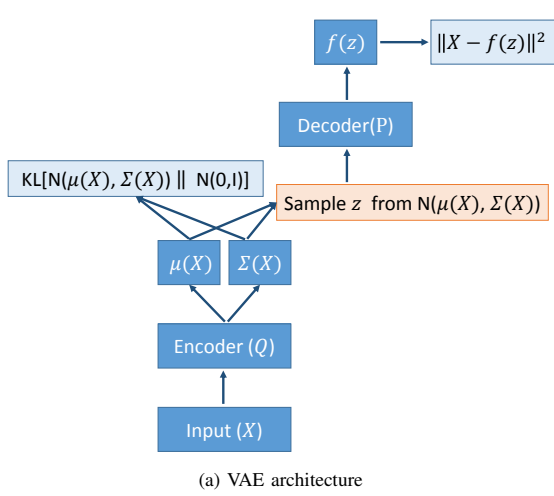 f(z)
‖X − f(z)‖²
Decoder(P)
KL[N(μ(X), Σ(X)) ‖ N(0,I)]
Sample z from N(μ(X), Σ(X))
μ(X)
Σ(X)
Encoder (Q)
Input (X)
(a) VAE architecture